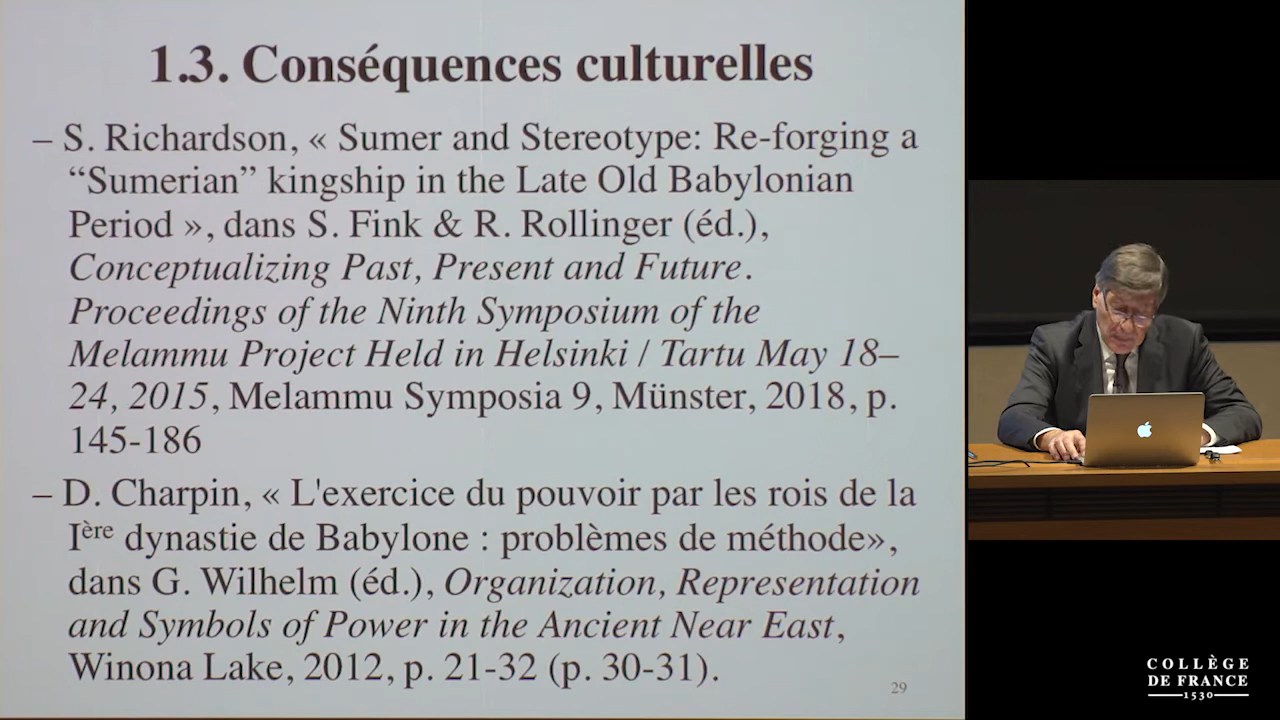 1.3. Conséquences culturelles
– S. Richardson, « Sumer and Stereotype: Re-forging a
“Sumerian” kingship in the Late Old Babylonian
Period », dans S. Fink & R. Rollinger (éd.),
Conceptualizing Past, Present and Future.
Proceedings of the Ninth Symposium of the
Melammu Project Held in Helsinki / Tartu May 18–
24, 2015, Melammu Symposia 9, Münster, 2018, p.
145-186
– D. Charpin, « L'exercice du pouvoir par les rois de la
Ière dynastie de Babylone : problèmes de méthode»,
dans G. Wilhelm (éd.), Organization, Representation
and Symbols of Power in the Ancient Near East,
Winona Lake, 2012, p. 21-32 (p. 30-31).
29
COLLÈGE
DE FRANCE
1530